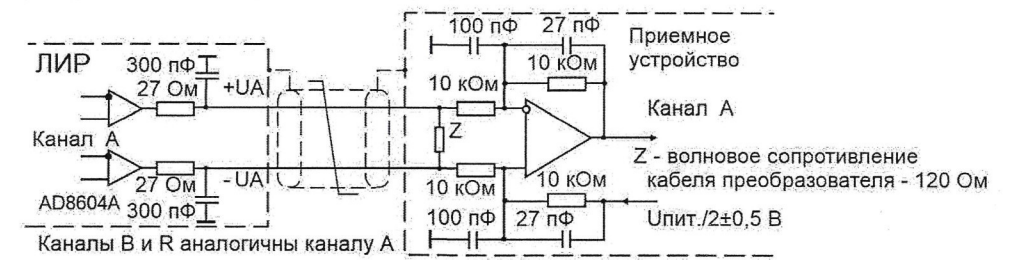 100 пФ
27 пФ
Приемное
устройство
ЛИР
300 пФ
27 Ом
+UA
10 кОм
10 кОм
Канал А
Канал А
Z
Z - волновое сопротивление
кабеля преобразователя - 120 Ом
27 Ом
-UA
10 кОм
10 кОм
AD8604A
300 пФ
100 пФ
27 пФ
Uпит./2±0,5 В
Каналы В и R аналогичны каналу А